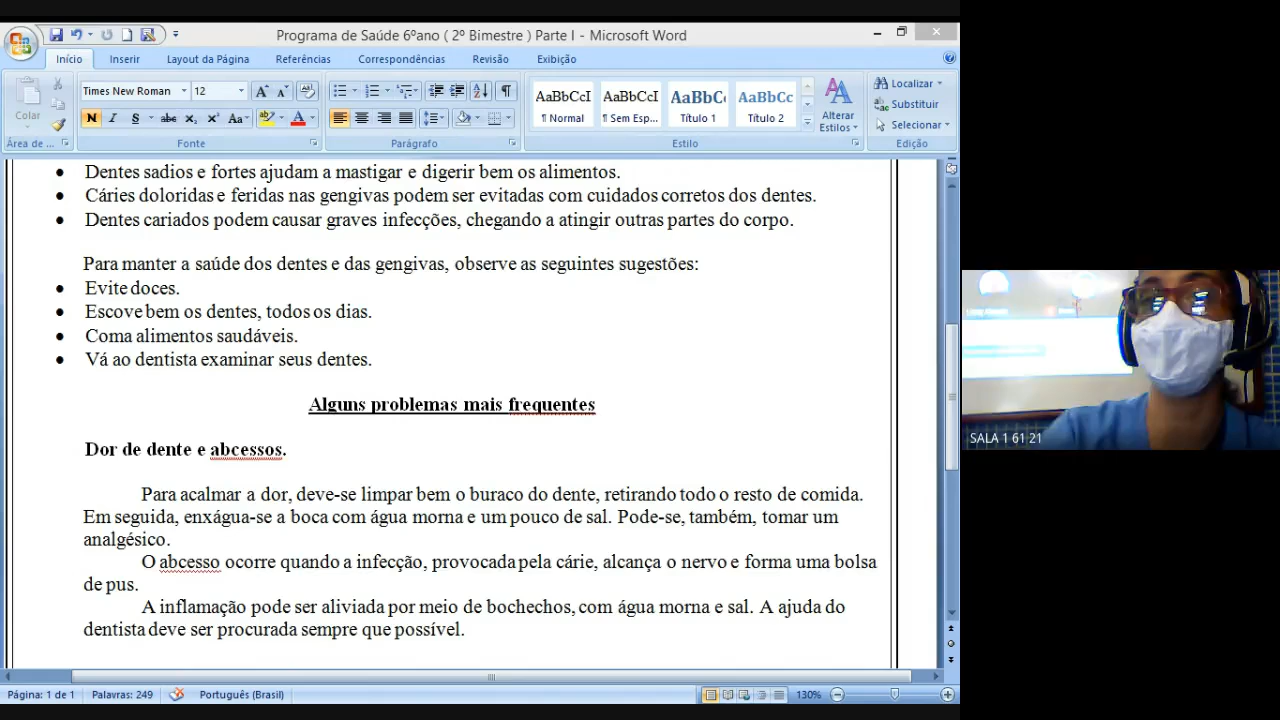 Programa de Saúde 6ºano ( 2º Bimestre ) Parte I - Microsoft Word
Início Inserir Layout da Página Referências Correspondências Revisão Exibição
Times New Roman 12
Colar
N I S abe x₂ x² Aa
AaBbCcI AaBbCcI AaBbC AaBbCc
¶ Normal ¶ Sem Esp... Título 1 Título 2
Alterar Estilos
Localizar
Substituir
Selecionar
Área de ... Fonte Parágrafo Estilo Edição
• Dentes sadios e fortes ajudam a mastigar e digerir bem os alimentos.
• Cáries doloridas e feridas nas gengivas podem ser evitadas com cuidados corretos dos dentes.
• Dentes cariados podem causar graves infecções, chegando a atingir outras partes do corpo.
Para manter a saúde dos dentes e das gengivas, observe as seguintes sugestões:
• Evite doces.
• Escove bem os dentes, todos os dias.
• Coma alimentos saudáveis.
• Vá ao dentista examinar seus dentes.
Alguns problemas mais frequentes
Dor de dente e abcessos.
Para acalmar a dor, deve-se limpar bem o buraco do dente, retirando todo o resto de comida.
Em seguida, enxágua-se a boca com água morna e um pouco de sal. Pode-se, também, tomar um
analgésico.
O abcesso ocorre quando a infecção, provocada pela cárie, alcança o nervo e forma uma bolsa
de pus.
A inflamação pode ser aliviada por meio de bochechos, com água morna e sal. A ajuda do
dentista deve ser procurada sempre que possível.
Página: 1 de 1 Palavras: 249 Português (Brasil) 130%
SALA 1 61 21